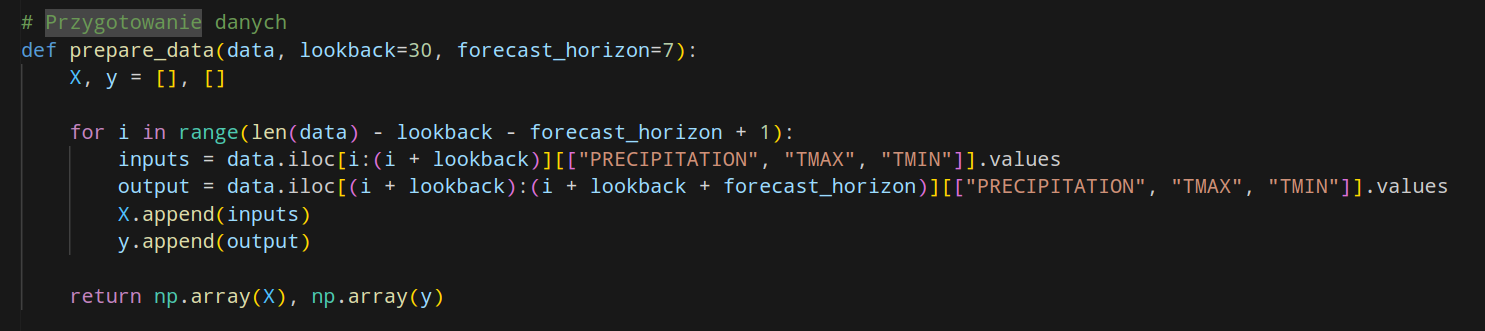 # Przygotowanie danych
def prepare_data(data, lookback=30, forecast_horizon=7):
    X, y = [], []

    for i in range(len(data) - lookback - forecast_horizon + 1):
        inputs = data.iloc[i:(i + lookback)][["PRECIPITATION", "TMAX", "TMIN"]].values
        output = data.iloc[(i + lookback):(i + lookback + forecast_horizon)][["PRECIPITATION", "TMAX", "TMIN"]].values
        X.append(inputs)
        y.append(output)

    return np.array(X), np.array(y)